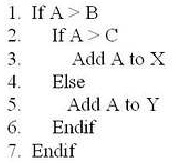 1. If A > B
2. If A > C
3. Add A to X
4. Else
5. Add A to Y
6. Endif
7. Endif